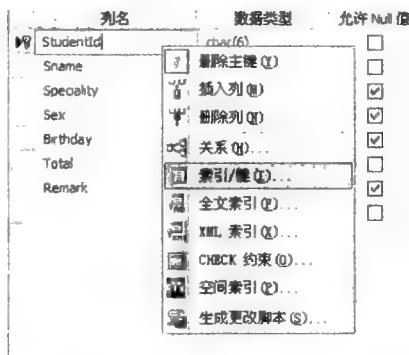 列名 数据类型 允许 Null 值
StudentId char(6)
Sname
Speciality
Sex
Birthday
Total
Remark
删除主键(Y)
插入列(M)
删除列(N)
关系(H)...
索引/键(I)...
全文索引(F)...
XML 索引(X)...
CHECK 约束(O)...
空间索引(P)...
生成更改脚本(S)...